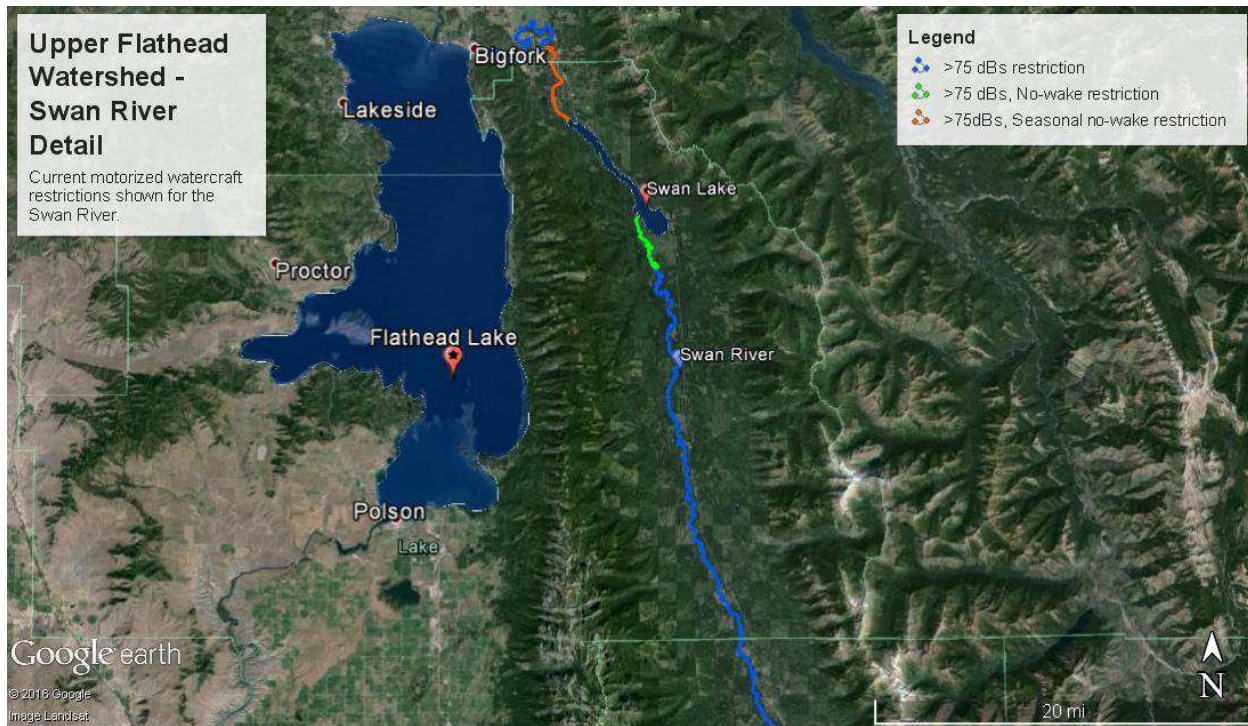 Upper Flathead
Watershed -
Swan River
Detail
Current motorized watercraft
restrictions shown for the
Swan River.
Legend
>75 dBs restriction
>75 dBs, No-wake restriction
>75dBs, Seasonal no-wake restriction
Bigfork
Lakeside
Swan Lake
Proctor
Flathead Lake
Swan River
Polson
Lake
Google earth
© 2016 Google
Image Landsat
N
20 mi